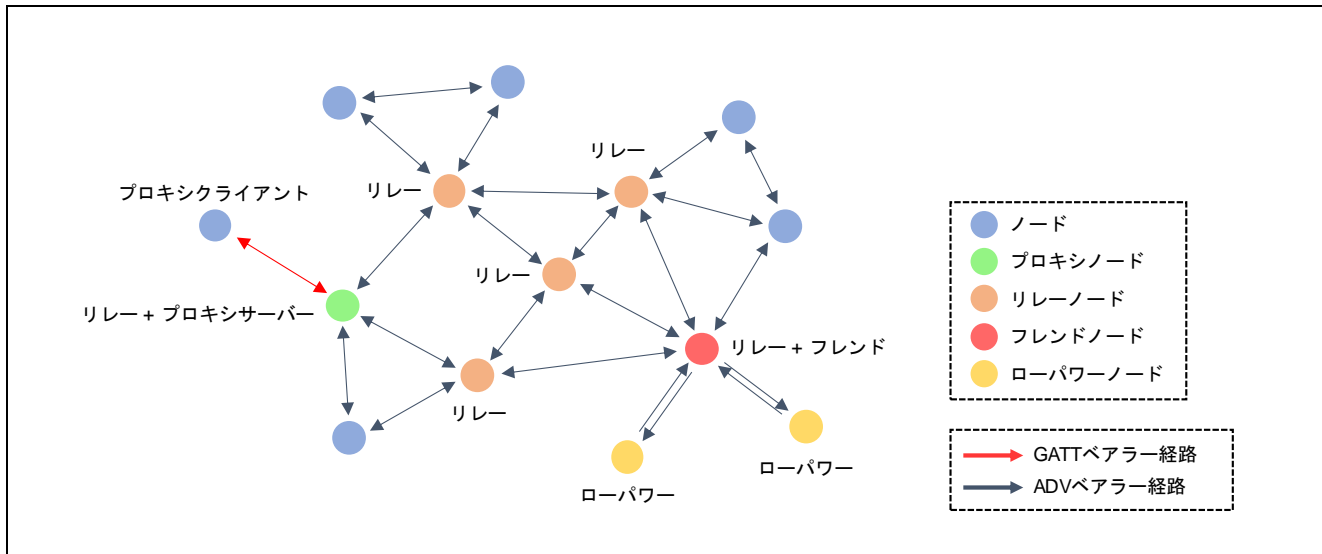 リレー
リレー
プロキシクライアント
リレー
リレー + プロキシサーバー
リレー + フレンド
リレー
ローパワー
ローパワー
ノード
プロキシノード
リレーノード
フレンドノード
ローパワーノード
GATTベアラー経路
ADVベアラー経路